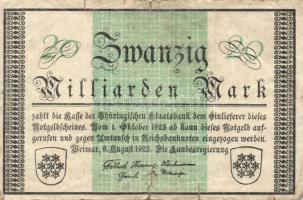 20 20
Zwanzig
Milliarden Mark
zahlt die Kasse der Thüringischen Staatsbank dem Einlieferer dieses
Notgeldscheines. Vom 1. Oktober 1923 ab kann dieses Notgeld auf-
gerufen und gegen Umtausch in Reichsbanknoten eingezogen werden.
Weimar, 9. August 1923. Die Landesregierung